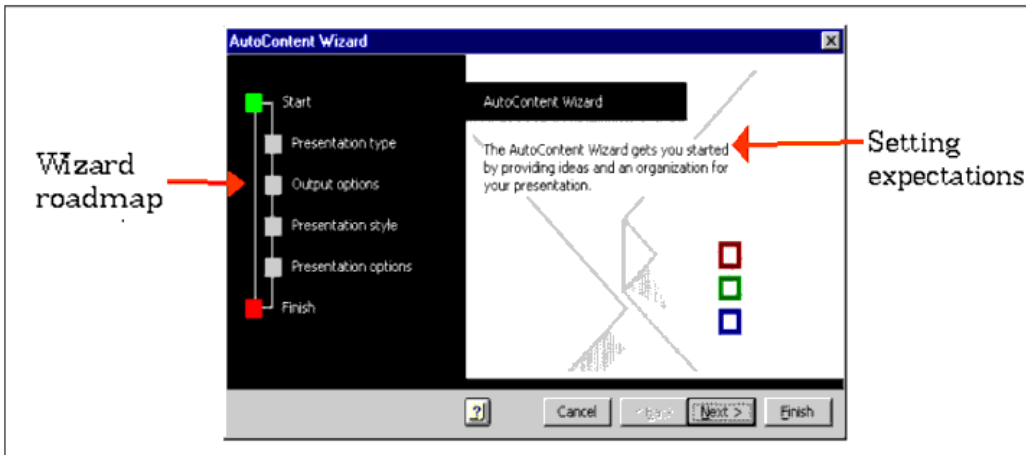 AutoContent Wizard
Start
Presentation type
Output options
Presentation style
Presentation options
Finish
AutoContent Wizard
The AutoContent Wizard gets you started
by providing ideas and an organization for
your presentation.
Wizard
roadmap
Setting
expectations
?
Cancel
< Back
Next >
Finish